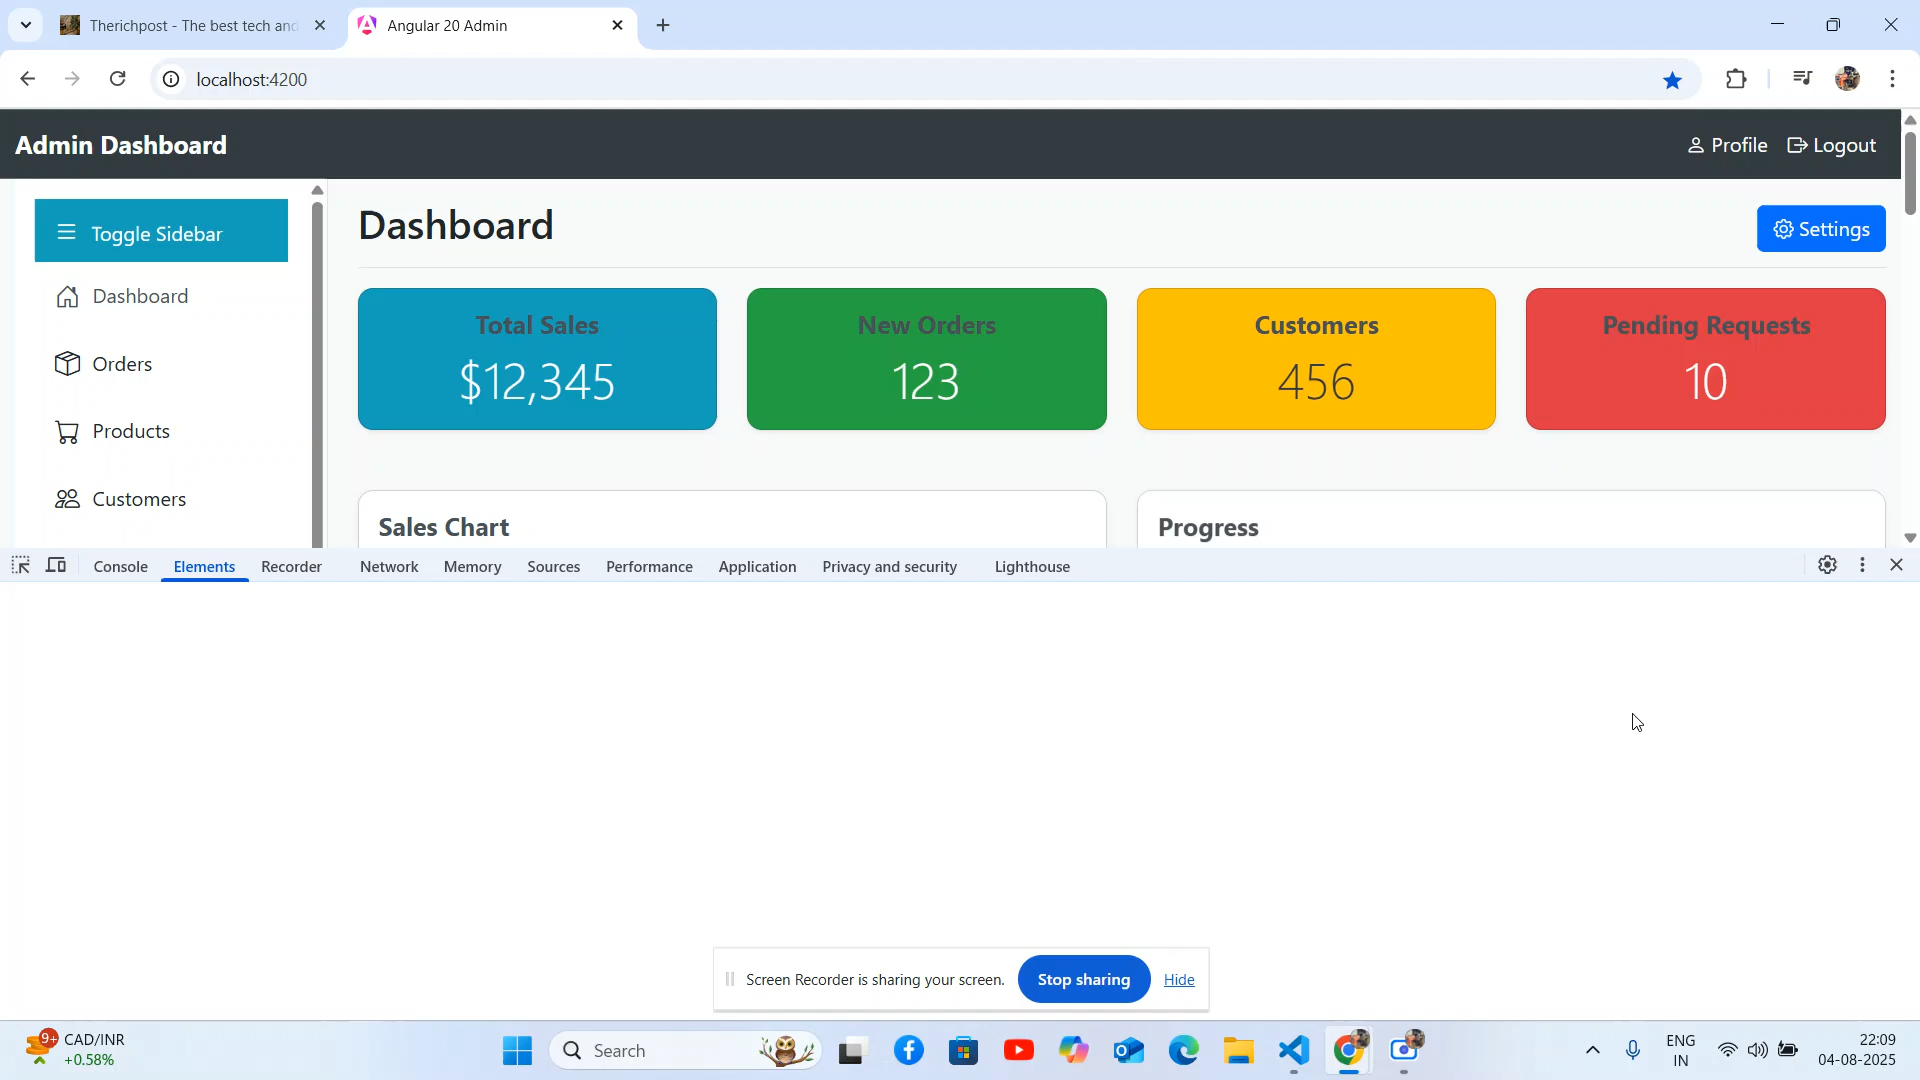 Therichpost - The best tech and
Angular 20 Admin
localhost:4200
Admin Dashboard
Profile
Logout
Toggle Sidebar
Dashboard
Orders
Products
Customers
Dashboard
Settings
Total Sales
$12,345
New Orders
123
Customers
456
Pending Requests
10
Sales Chart
Progress
Console
Elements
Recorder
Network
Memory
Sources
Performance
Application
Privacy and security
Lighthouse
Screen Recorder is sharing your screen.
Stop sharing
Hide
9+
CAD/INR
+0.58%
Search
ENG
IN
22:09
04-08-2025